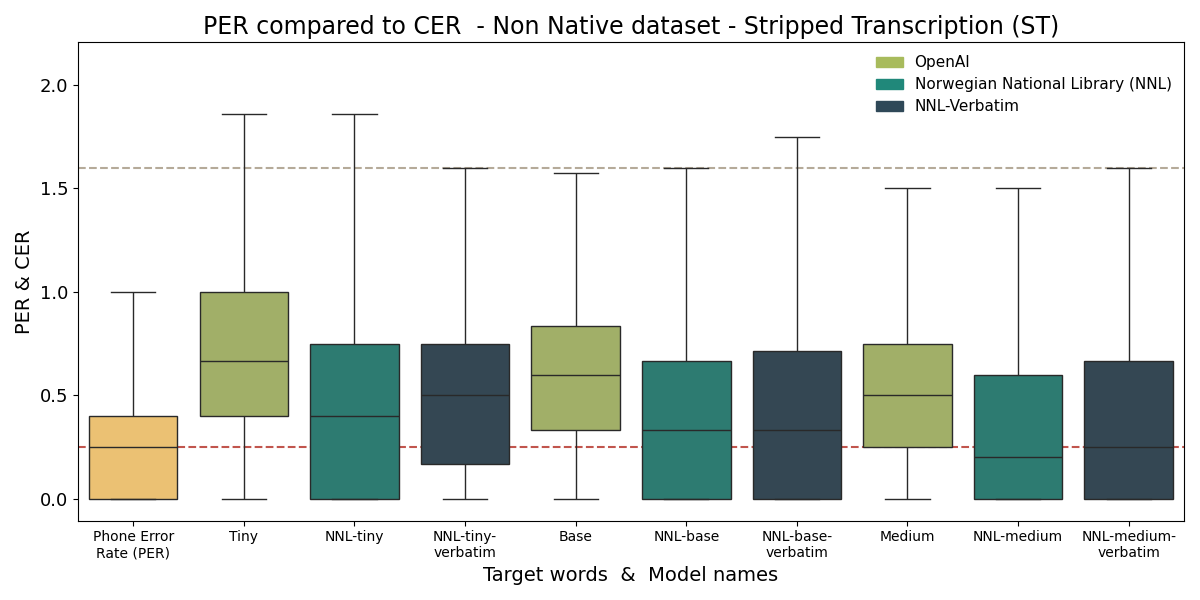 PER compared to CER  - Non Native dataset - Stripped Transcription (ST)
OpenAI
Norwegian National Library (NNL)
NNL-Verbatim
PER & CER
2.0
1.5
1.0
0.5
0.0
Phone Error
Rate (PER)
Tiny
NNL-tiny
NNL-tiny-
verbatim
Base
NNL-base
NNL-base-
verbatim
Medium
NNL-medium
NNL-medium-
verbatim
Target words  &  Model names